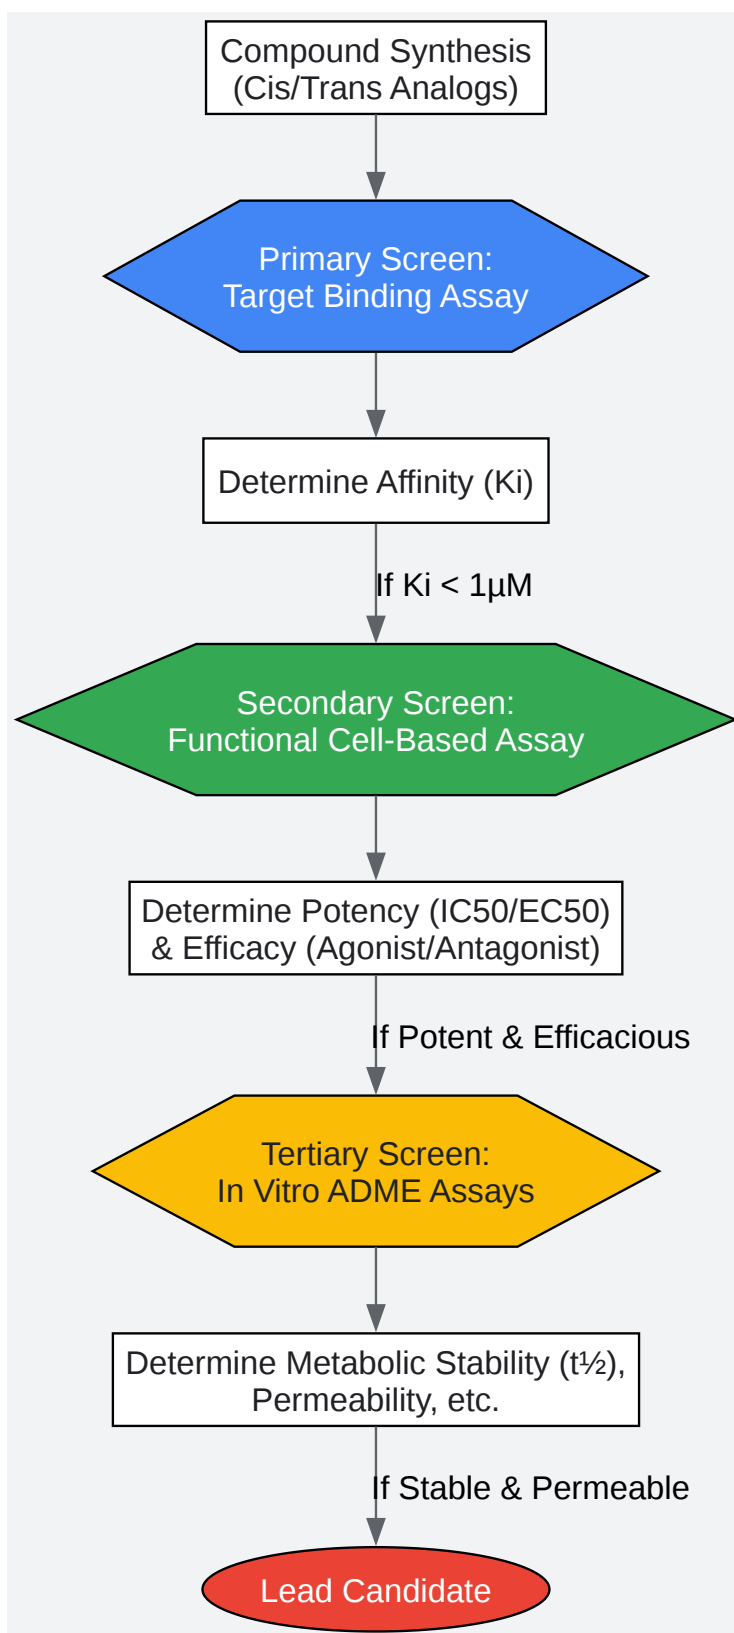 Compound Synthesis
(Cis/Trans Analogs)
Primary Screen:
Target Binding Assay
Determine Affinity (Ki)
If Ki < 1µM
Secondary Screen:
Functional Cell-Based Assay
Determine Potency (IC50/EC50)
& Efficacy (Agonist/Antagonist)
If Potent & Efficacious
Tertiary Screen:
In Vitro ADME Assays
Determine Metabolic Stability (t½),
Permeability, etc.
If Stable & Permeable
Lead Candidate